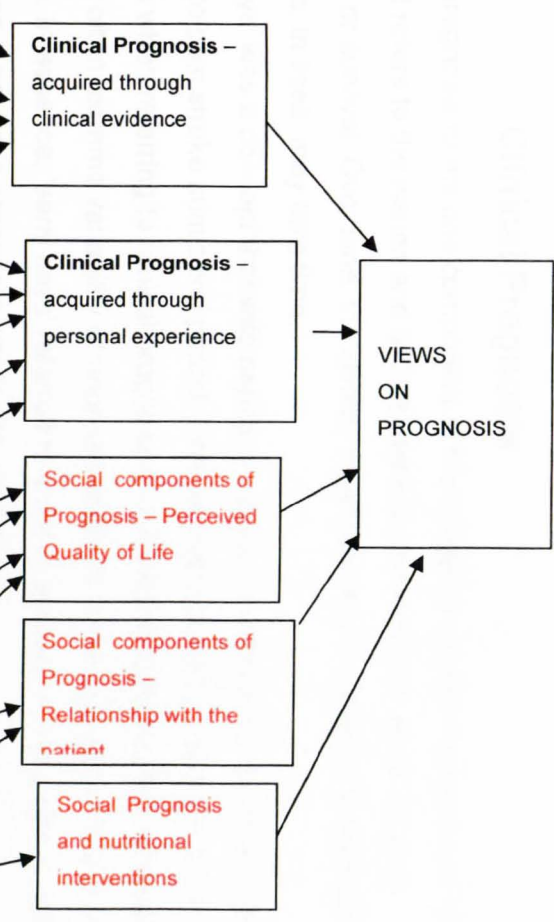 Clinical Prognosis –
acquired through
clinical evidence
Clinical Prognosis –
acquired through
personal experience
VIEWS
ON
PROGNOSIS
Social components of
Prognosis – Perceived
Quality of Life
Social components of
Prognosis –
Relationship with the
patient
Social Prognosis
and nutritional
interventions